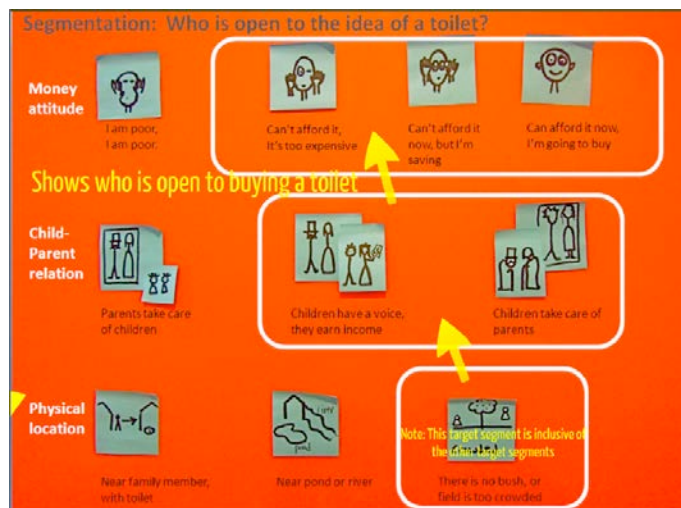 Segmentation: Who is open to the idea of a toilet?
Money
attitude
I am poor,
I am poor.
Can't afford it,
It's too expensive
Can't afford it
now, but I'm
saving
Can afford it now,
I'm going to buy
Shows who is open to buying a toilet
Child-
Parent
relation
Parents take care
of children
Children have a voice,
they earn income
Children take care of
parents
Physical
location
Near family member,
with toilet
pond
Near pond or river
Note: This target segment is inclusive of
the other target segments
There is no bush, or
field is too crowded